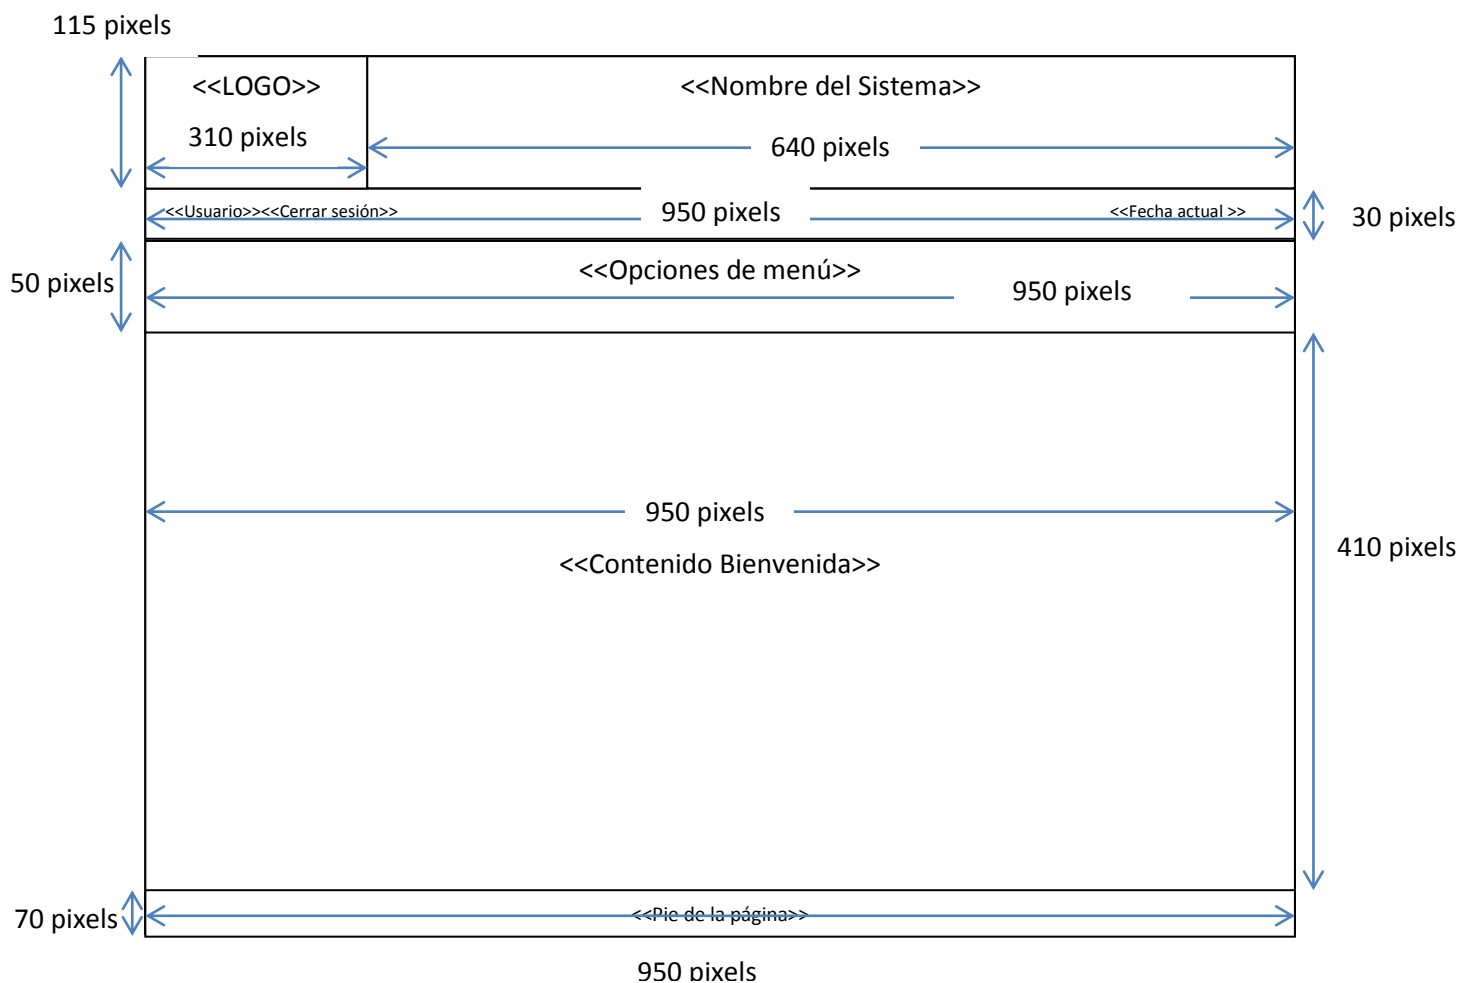 115 pixels
<<LOGO>>
<<Nombre del Sistema>>
310 pixels
640 pixels
<<Usuario>><<Cerrar sesión>>
950 pixels
<<Fecha actual >>
30 pixels
50 pixels
<<Opciones de menú>>
950 pixels
950 pixels
<<Contenido Bienvenida>>
410 pixels
70 pixels
<<Pie de la página>>
950 pixels